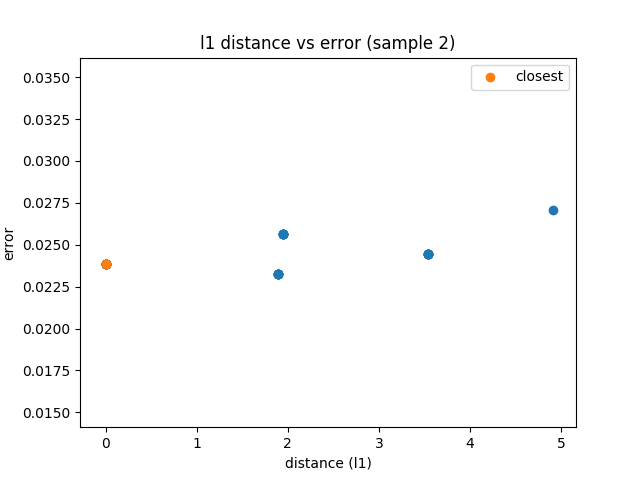 l1 distance vs error (sample 2)
closest
0.0350
0.0325
0.0300
0.0275
0.0250
0.0225
0.0200
0.0175
0.0150
error
0 1 2 3 4 5
distance (l1)